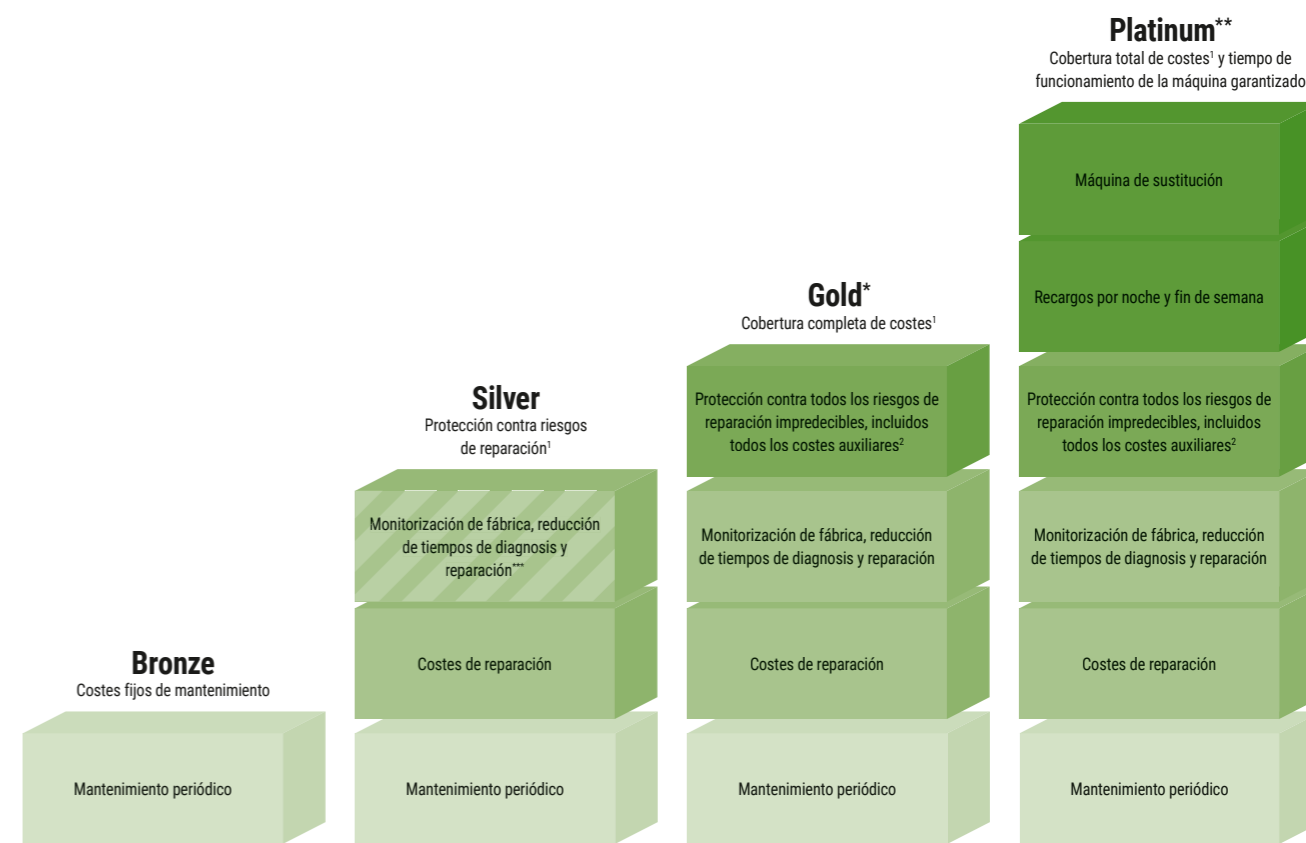 Platinum**
Cobertura total de costes¹ y tiempo de
funcionamiento de la máquina garantizado
Máquina de sustitución
Recargos por noche y fin de semana
Protección contra todos los riesgos de
reparación impredecibles, incluidos
todos los costes auxiliares²
Monitorización de fábrica, reducción
de tiempos de diagnosis y reparación
Costes de reparación
Mantenimiento periódico
Gold*
Cobertura completa de costes¹
Protección contra todos los riesgos de
reparación impredecibles, incluidos
todos los costes auxiliares²
Monitorización de fábrica, reducción
de tiempos de diagnosis y reparación
Costes de reparación
Mantenimiento periódico
Silver
Protección contra riesgos
de reparación¹
Monitorización de fábrica, reducción
de tiempos de diagnosis y
reparación***
Costes de reparación
Mantenimiento periódico
Bronze
Costes fijos de mantenimiento
Mantenimiento periódico